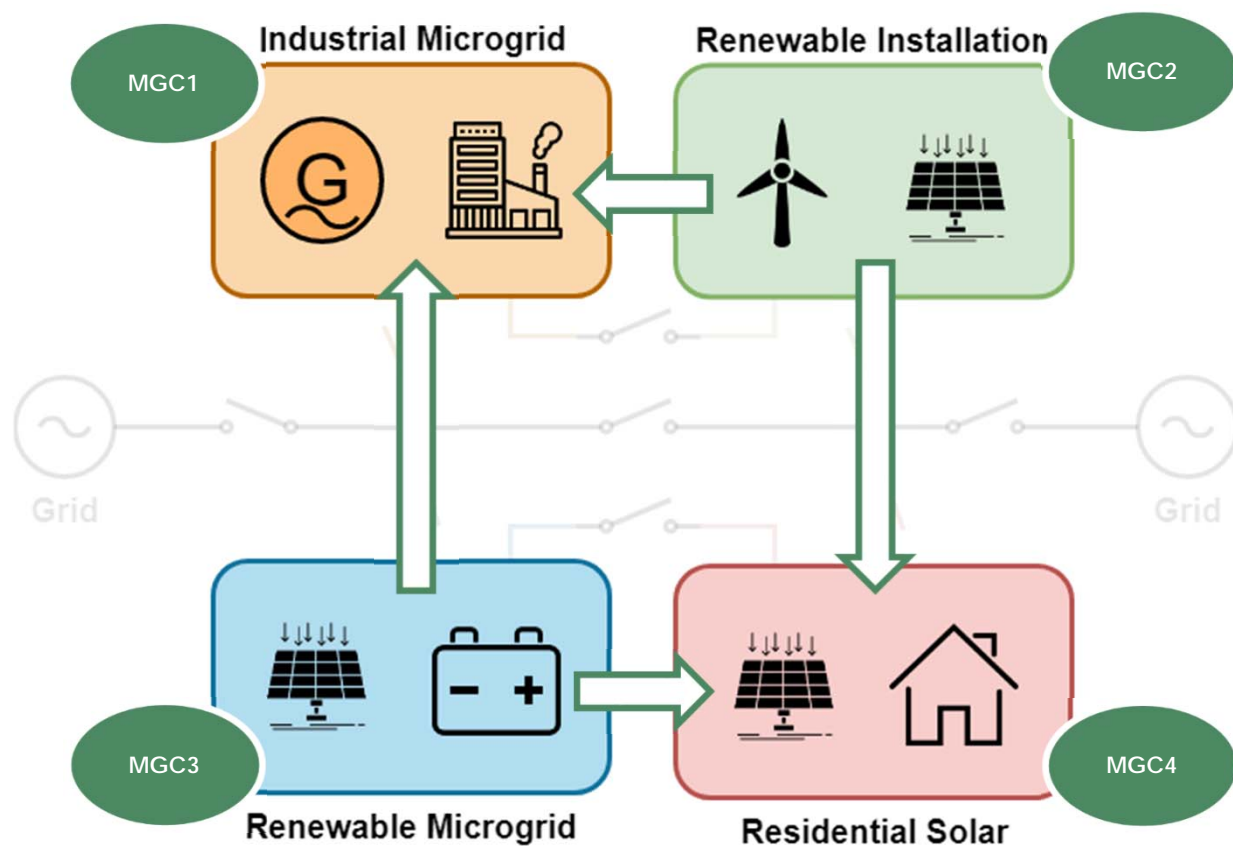 Industrial Microgrid
Renewable Installation
MGC1
MGC2
G
Grid
Grid
MGC3
MGC4
Renewable Microgrid
Residential Solar